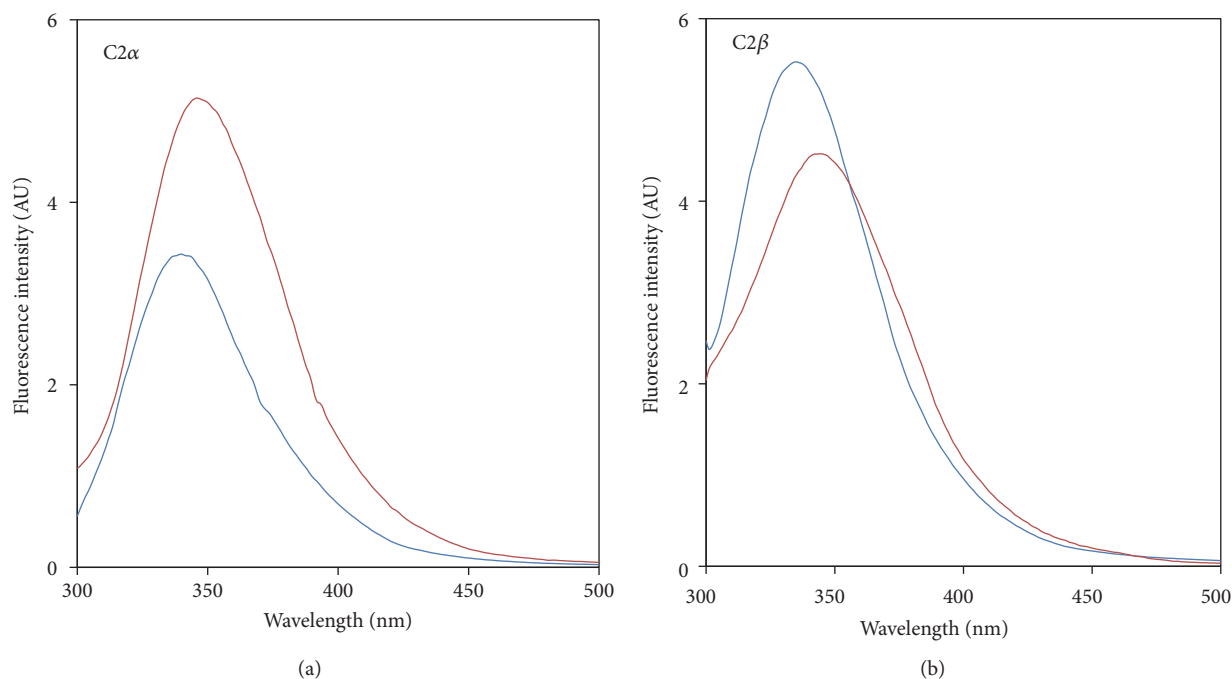 C2α
6
4
2
0
Fluorescence intensity (AU)
300 350 400 450 500
Wavelength (nm)
(a)
C2β
6
4
2
0
Fluorescence intensity (AU)
300 350 400 450 500
Wavelength (nm)
(b)